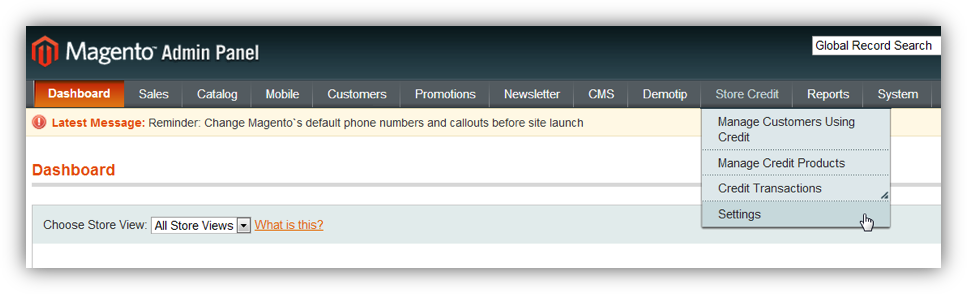 Magento™ Admin Panel
Global Record Search
Dashboard Sales Catalog Mobile Customers Promotions Newsletter CMS Demotip Store Credit Reports System
Latest Message: Reminder: Change Magento`s default phone numbers and callouts before site launch
Manage Customers Using
Credit
Manage Credit Products
Credit Transactions
Settings
Dashboard
Choose Store View: All Store Views What is this?